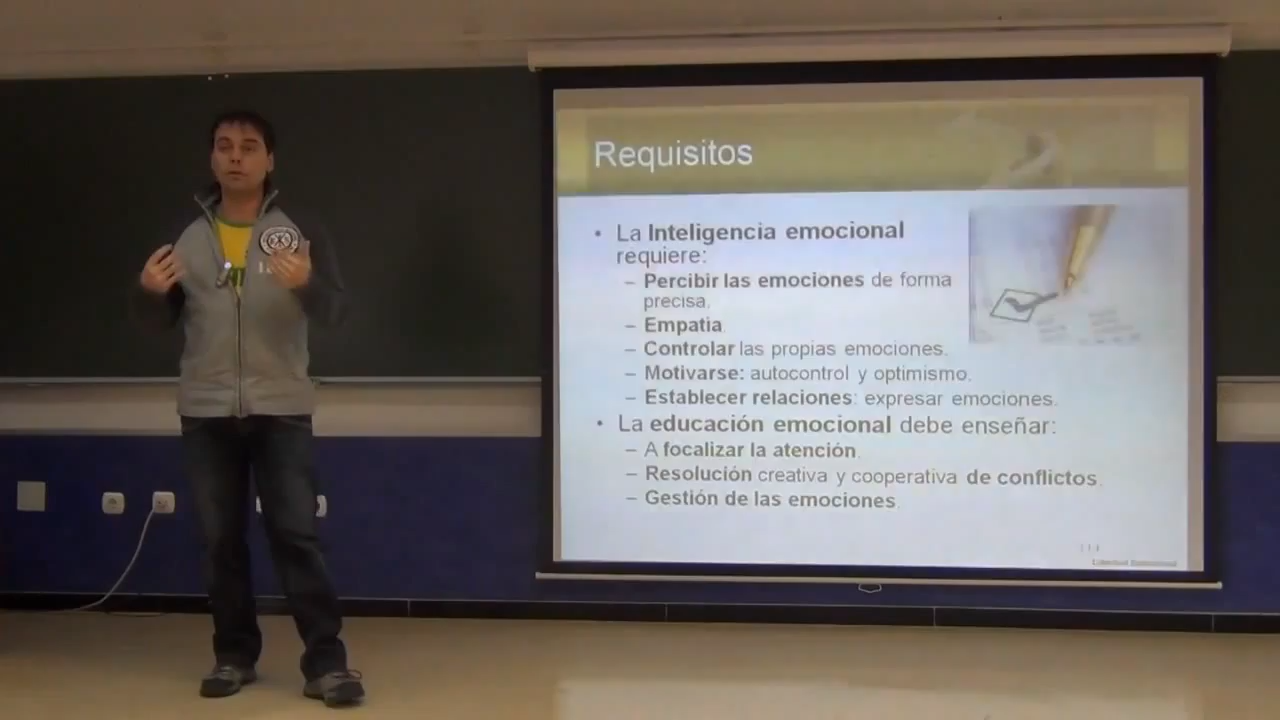 Requisitos
• La Inteligencia emocional
requiere:
– Percibir las emociones de forma
precisa.
– Empatia
– Controlar las propias emociones.
– Motivarse: autocontrol y optimismo.
– Establecer relaciones: expresar emociones.
• La educación emocional debe enseñar:
– A focalizar la atención.
– Resolución creativa y cooperativa de conflictos.
– Gestión de las emociones.